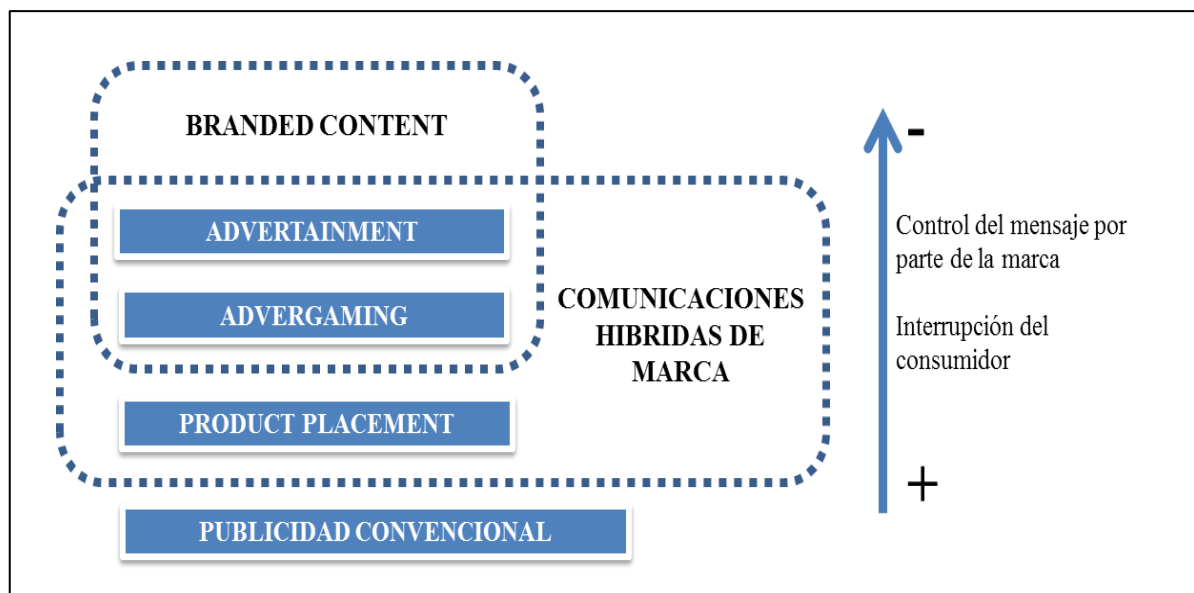 BRANDED CONTENT
ADVERTAINMENT
ADVERGAMING
COMUNICACIONES
HIBRIDAS DE
MARCA
PRODUCT PLACEMENT
PUBLICIDAD CONVENCIONAL
-
Control del mensaje por
parte de la marca
Interrupción del
consumidor
+